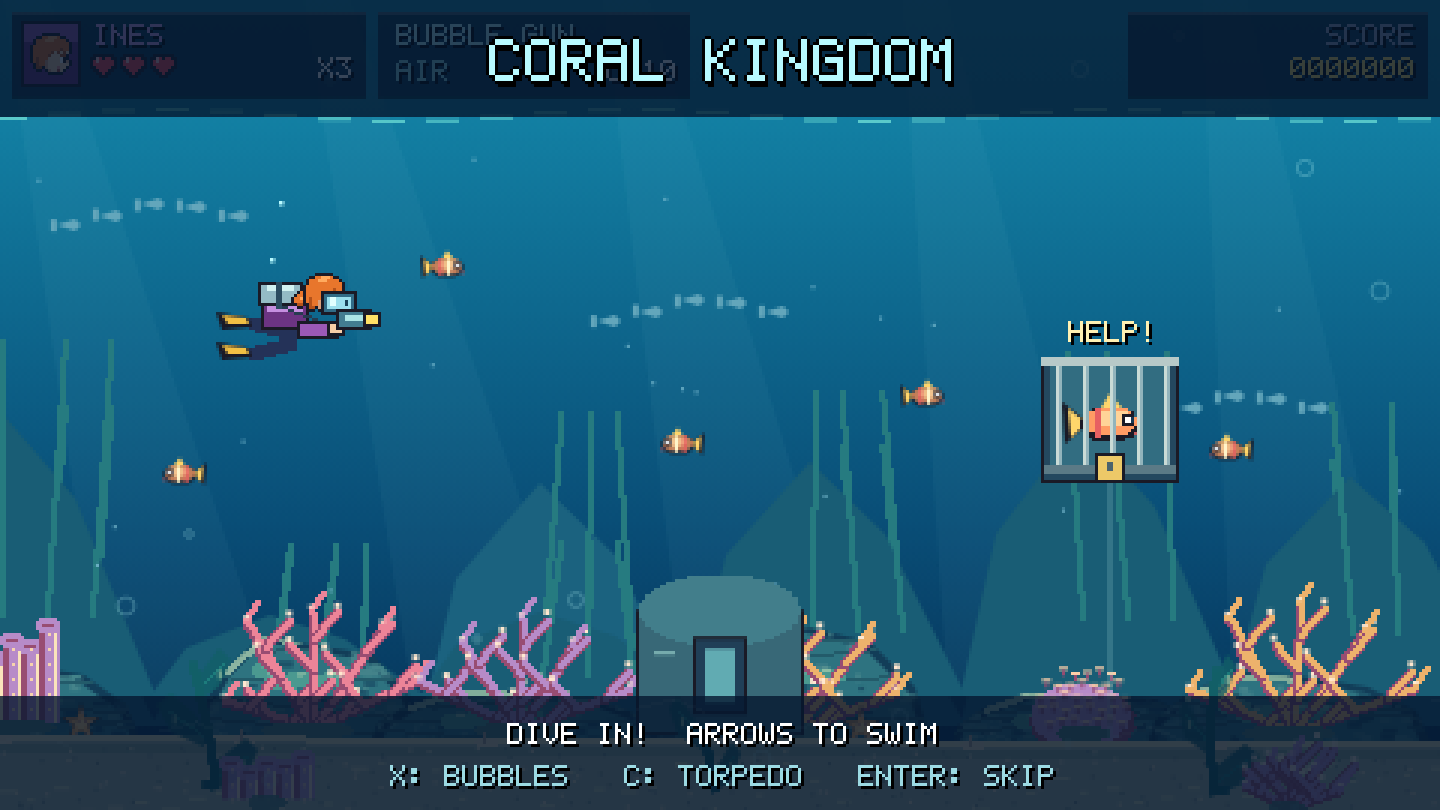 INES
X3
BUBBLE GUN
AIR
10
CORAL KINGDOM
SCORE
0000000
HELP!
DIVE IN! ARROWS TO SWIM
X: BUBBLES C: TORPEDO ENTER: SKIP